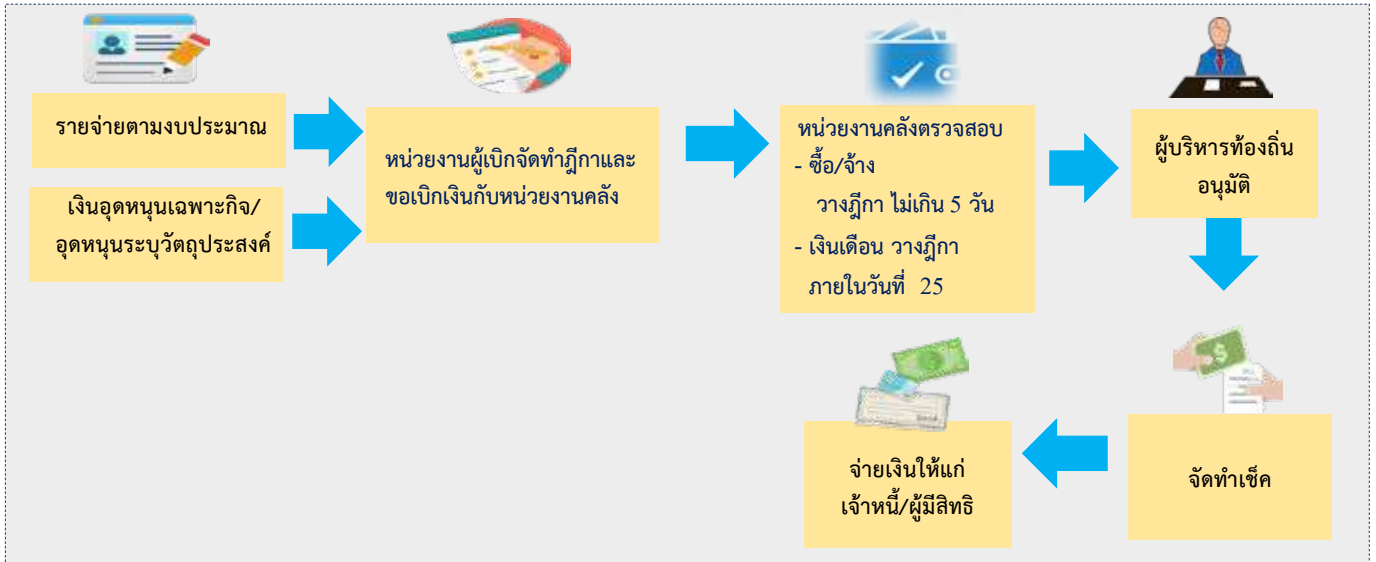 รายจ่ายตามงบประมาณ
เงินอุดหนุนเฉพาะกิจ/
อุดหนุนระบุวัตถุประสงค์
หน่วยงานผู้เบิกจัดทำฎีกาและ
ขอเบิกเงินกับหน่วยงานคลัง
หน่วยงานคลังตรวจสอบ
- ซื้อ/จ้าง
วางฎีกา ไม่เกิน 5 วัน
- เงินเดือน วางฎีกา
ภายในวันที่ 25
ผู้บริหารท้องถิ่น
อนุมัติ
จัดทำเช็ค
จ่ายเงินให้แก่
เจ้าหนี้/ผู้มีสิทธิ